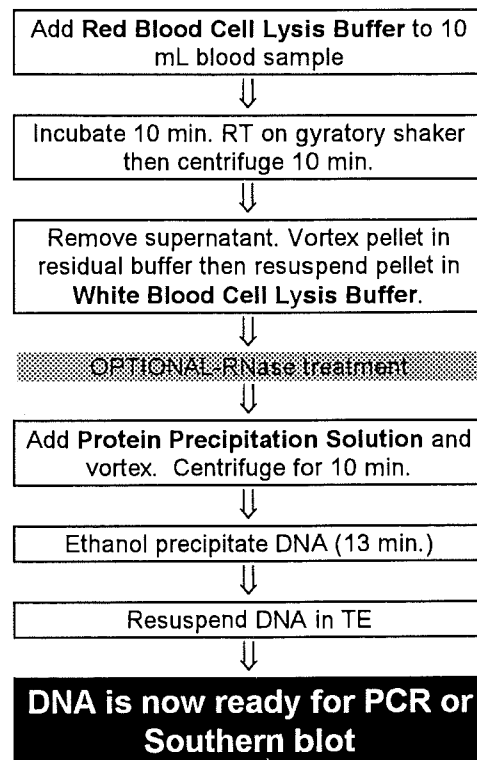 Add Red Blood Cell Lysis Buffer to 10
mL blood sample
Incubate 10 min. RT on gyratory shaker
then centrifuge 10 min.
Remove supernatant. Vortex pellet in
residual buffer then resuspend pellet in
White Blood Cell Lysis Buffer.
OPTIONAL-RNase treatment
Add Protein Precipitation Solution and
vortex. Centrifuge for 10 min.
Ethanol precipitate DNA (13 min.)
Resuspend DNA in TE
DNA is now ready for PCR or
Southern blot